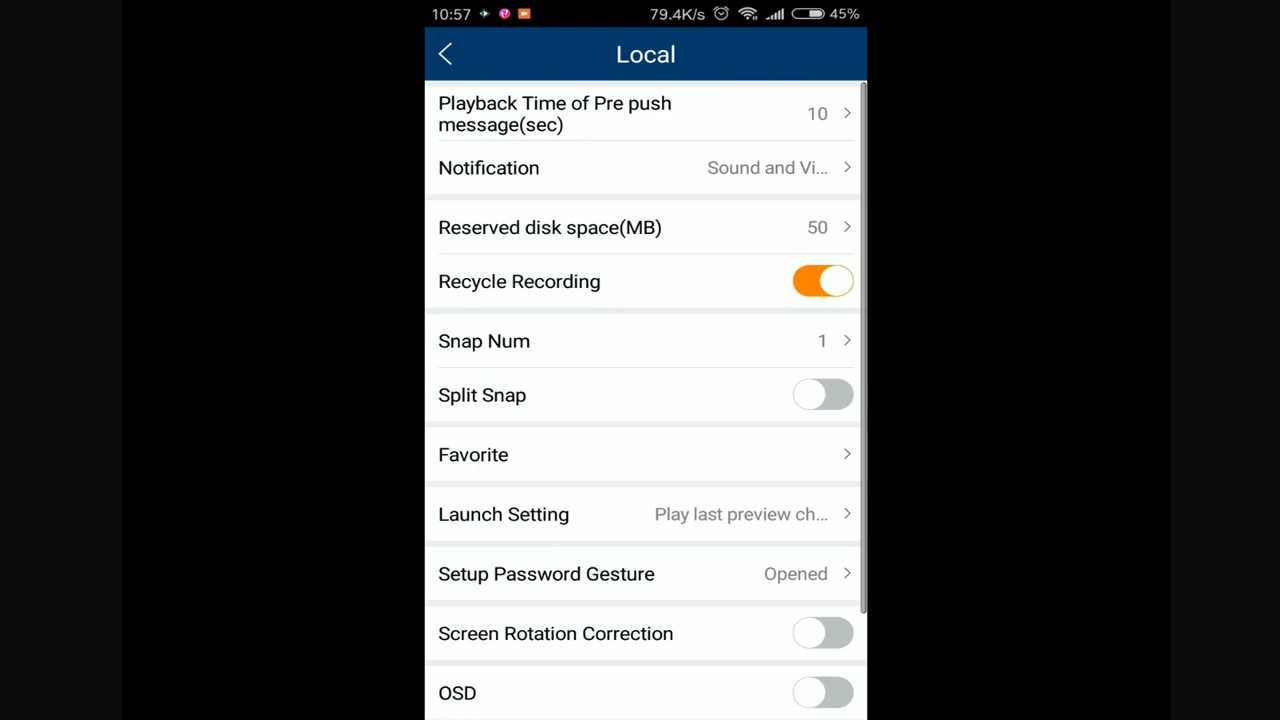 10:57 79.4K/s 45%
Local
Playback Time of Pre push
message(sec) 10
Notification Sound and Vi...
Reserved disk space(MB) 50
Recycle Recording
Snap Num 1
Split Snap
Favorite
Launch Setting Play last preview ch...
Setup Password Gesture Opened
Screen Rotation Correction
OSD